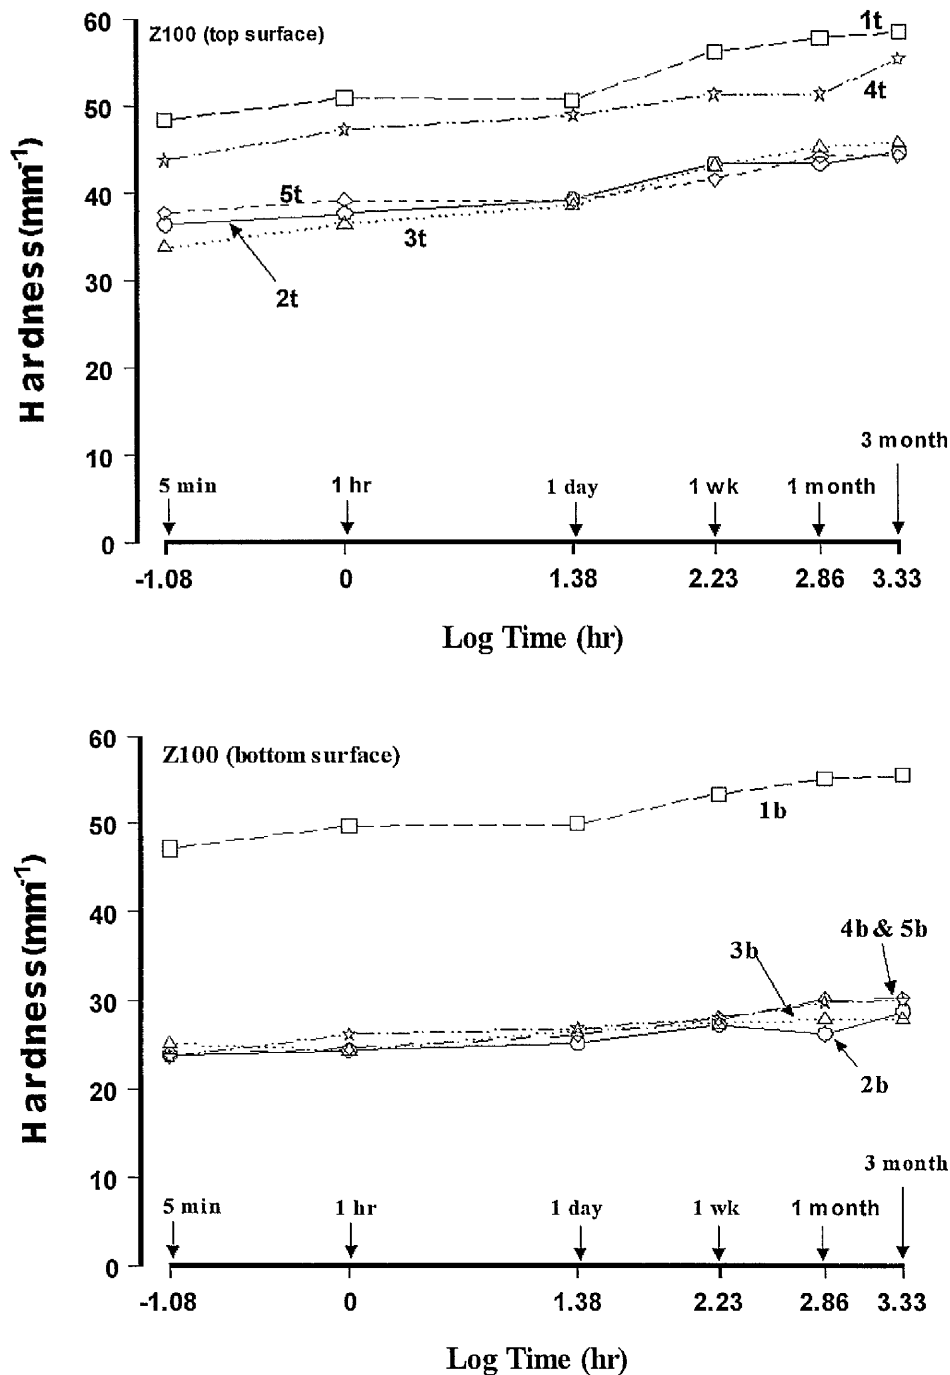 60
Z100 (top surface)
1t
50
4t
40
5t
3t
30
2t
20
3 month
10
5 min 1 hr 1 day 1 wk 1 month
0
-1.08 0 1.38 2.23 2.86 3.33
Hardness(mm-1)
Log Time (hr)
60
Z100 (bottom surface)
1b
50
40
4b & 5b
3b
30
20
2b
3 month
10
5 min 1 hr 1 day 1 wk 1 month
0
-1.08 0 1.38 2.23 2.86 3.33
Hardness(mm-1)
Log Time (hr)